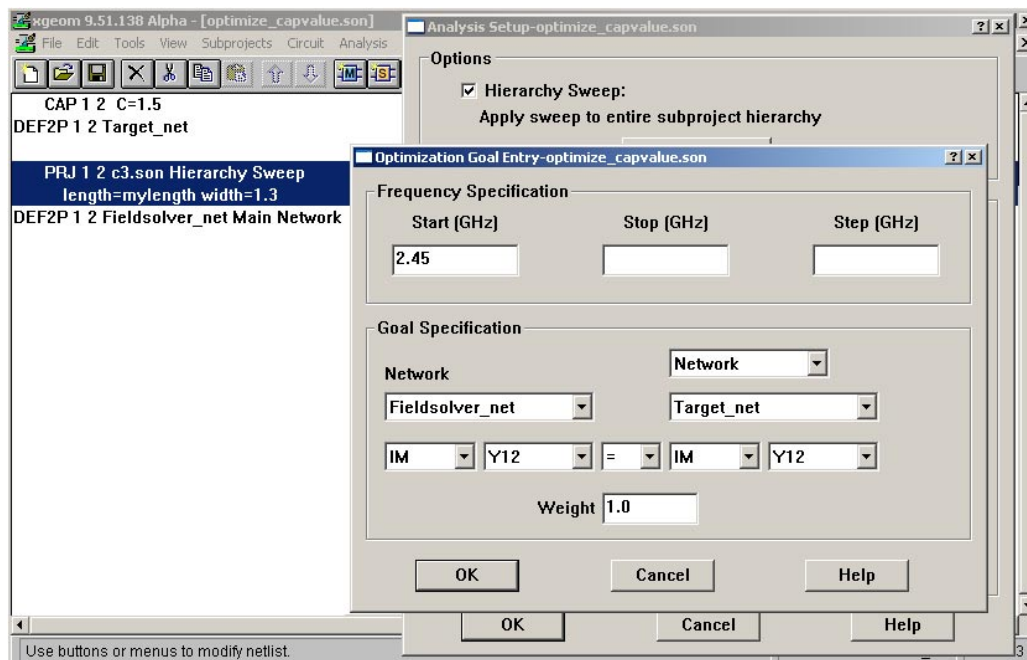 xgeom 9.51.138 Alpha - [optimize_capvalue.son]
File Edit Tools View Subprojects Circuit Analysis
M S
CAP 1 2 C=1.5
DEF2P 1 2 Target_net
PRJ 1 2 c3.son Hierarchy Sweep
length=mylength width=1.3
DEF2P 1 2 Fieldsolver_net Main Network
Use buttons or menus to modify netlist.
Analysis Setup-optimize_capvalue.son
Options
Hierarchy Sweep:
Apply sweep to entire subproject hierarchy
Optimization Goal Entry-optimize_capvalue.son
Frequency Specification
Start (GHz) Stop (GHz) Step (GHz)
2.45
Goal Specification
Network
Network
Fieldsolver_net Target_net
IM Y12 = IM Y12
Weight 1.0
OK Cancel Help
OK Cancel Help
3